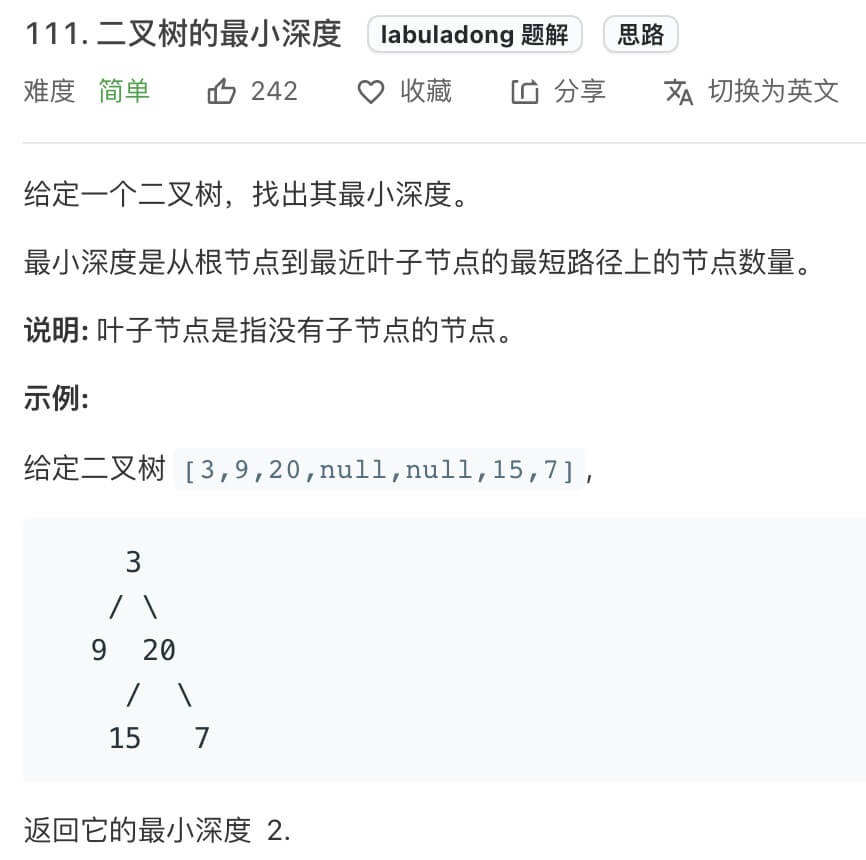 111. 二叉树的最小深度 labuladong 题解 思路
难度 简单 242 收藏 分享 切换为英文
给定一个二叉树，找出其最小深度。
最小深度是从根节点到最近叶子节点的最短路径上的节点数量。
说明: 叶子节点是指没有子节点的节点。
示例:
给定二叉树 [3,9,20,null,null,15,7],
3
/ \
9 20
/ \
15 7
返回它的最小深度 2.